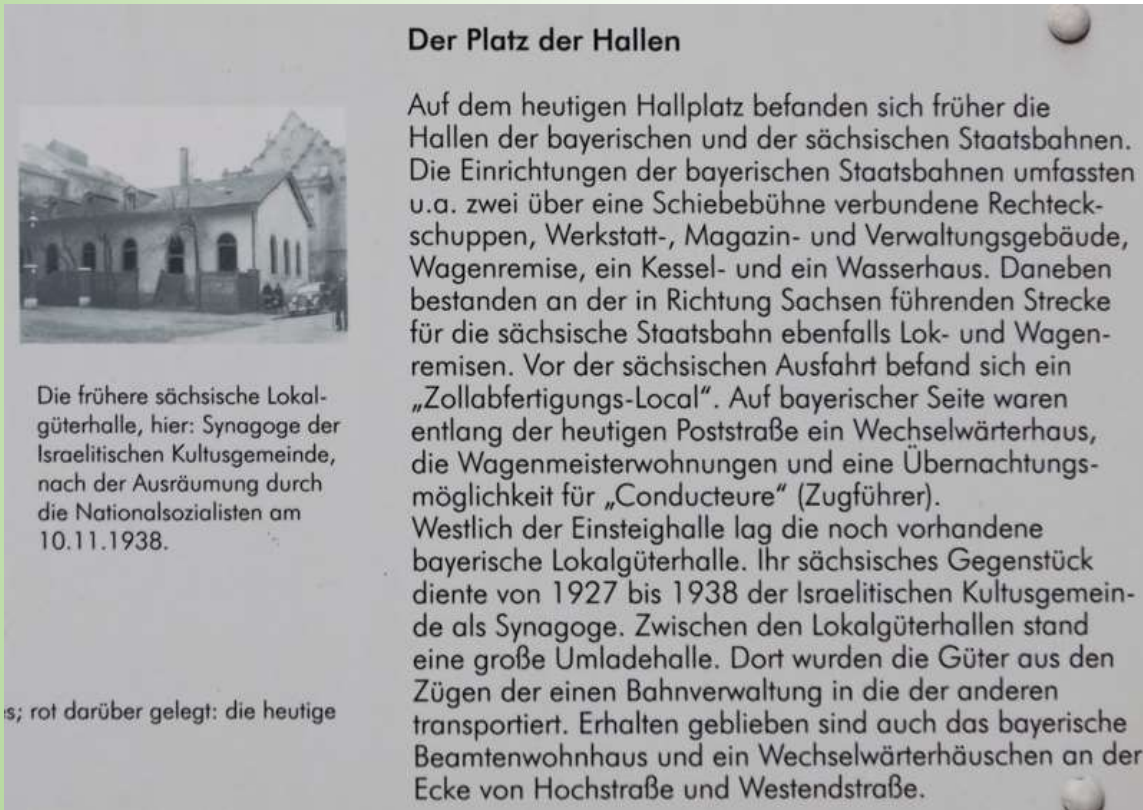 Der Platz der Hallen
Auf dem heutigen Hallplatz befanden sich früher die
Hallen der bayerischen und der sächsischen Staatsbahnen.
Die Einrichtungen der bayerischen Staatsbahnen umfassten
u.a. zwei über eine Schiebebühne verbundene Rechteck-
schuppen, Werkstatt-, Magazin- und Verwaltungsgebäude,
Wagenremise, ein Kessel- und ein Wasserhaus. Daneben
bestanden an der in Richtung Sachsen führenden Strecke
für die sächsische Staatsbahn ebenfalls Lok- und Wagen-
remisen. Vor der sächsischen Ausfahrt befand sich ein
„Zollabfertigungs-Local“. Auf bayerischer Seite waren
entlang der heutigen Poststraße ein Wechselwärterhaus,
die Wagenmeisterwohnungen und eine Übernachtungs-
möglichkeit für „Conducteure“ (Zugführer).
Westlich der Einsteighalle lag die noch vorhandene
bayerische Lokalgüterhalle. Ihr sächsisches Gegenstück
diente von 1927 bis 1938 der Israelitischen Kultusgemein-
de als Synagoge. Zwischen den Lokalgüterhallen stand
eine große Umladehalle. Dort wurden die Güter aus den
Zügen der einen Bahnverwaltung in die der anderen
transportiert. Erhalten geblieben sind auch das bayerische
Beamtenwohnhaus und ein Wechselwärterhäuschen an der
Ecke von Hochstraße und Westendstraße.
Die frühere sächsische Lokal-
güterhalle, hier: Synagoge der
Israelitischen Kultusgemeinde,
nach der Ausräumung durch
die Nationalsozialisten am
10.11.1938.
s; rot darüber gelegt: die heutige